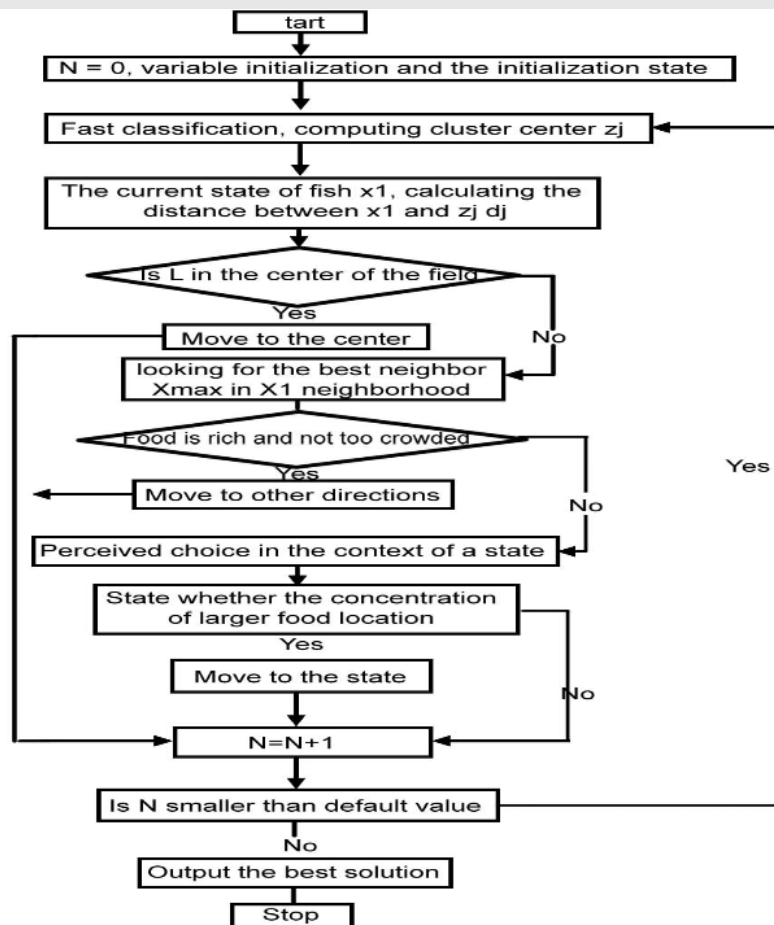 tart
N = 0, variable initialization and the initialization state
Fast classification, computing cluster center zj
The current state of fish x1, calculating the
distance between x1 and zj dj
Is L in the center of the field
Yes
Move to the center
No
looking for the best neighbor
Xmax in X1 neighborhood
Food is rich and not too crowded
Yes
Yes
Move to other directions
No
Perceived choice in the context of a state
State whether the concentration
of larger food location
Yes
Move to the state
No
N=N+1
Is N smaller than default value
No
Output the best solution
Stop